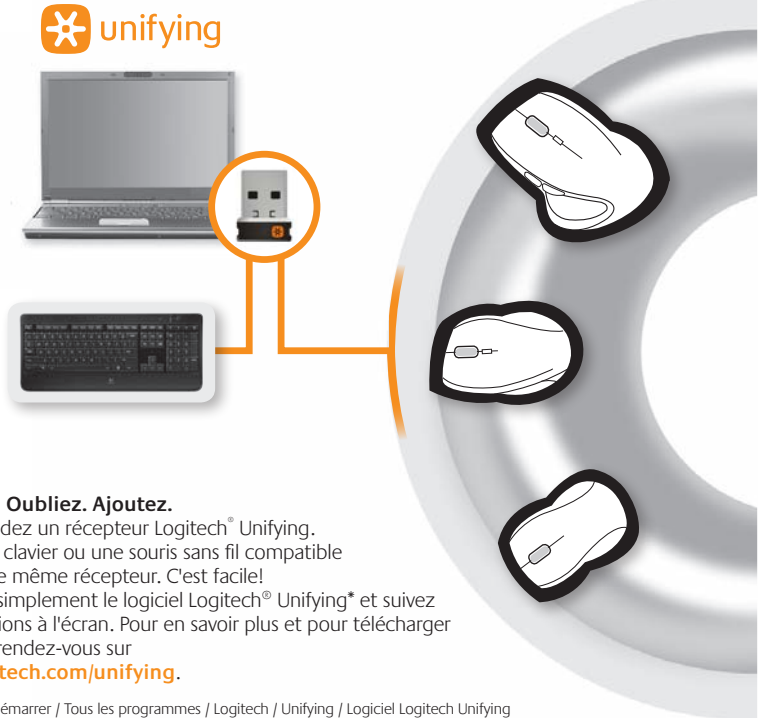 unifying
Oubliez. Ajoutez.
dez un récepteur Logitech® Unifying.
clavier ou une souris sans fil compatible
e même récepteur. C'est facile!
simplement le logiciel Logitech® Unifying* et suivez
ions à l'écran. Pour en savoir plus et pour télécharger
rendez-vous sur
tech.com/unifying.
émarrer / Tous les programmes / Logitech / Unifying / Logiciel Logitech Unifying